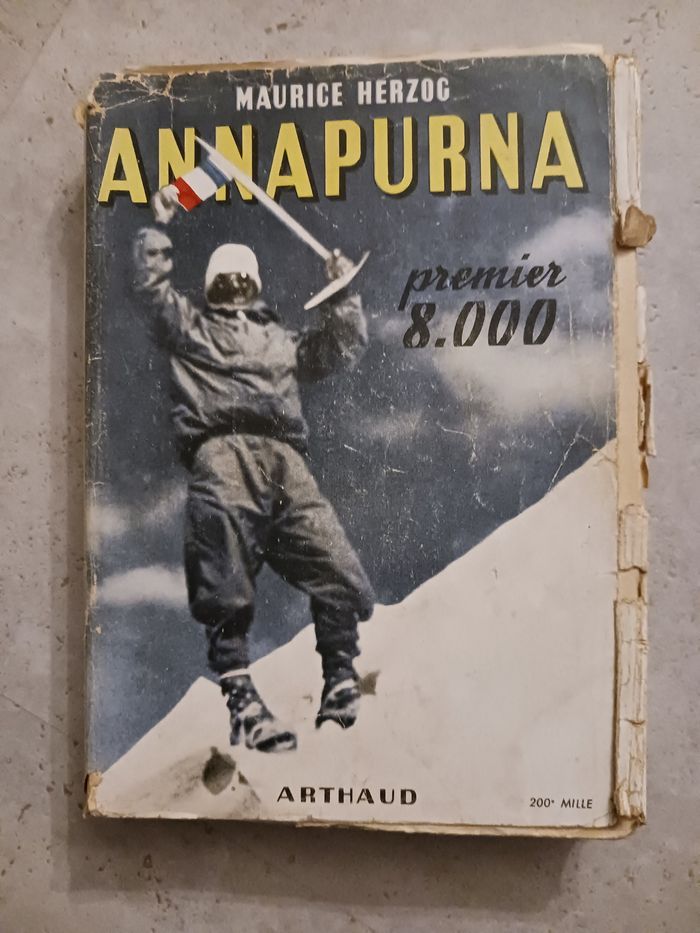 MAURICE HERZOG
ANNAPURNA
premier
8.000
ARTHAUD
200e MILLE